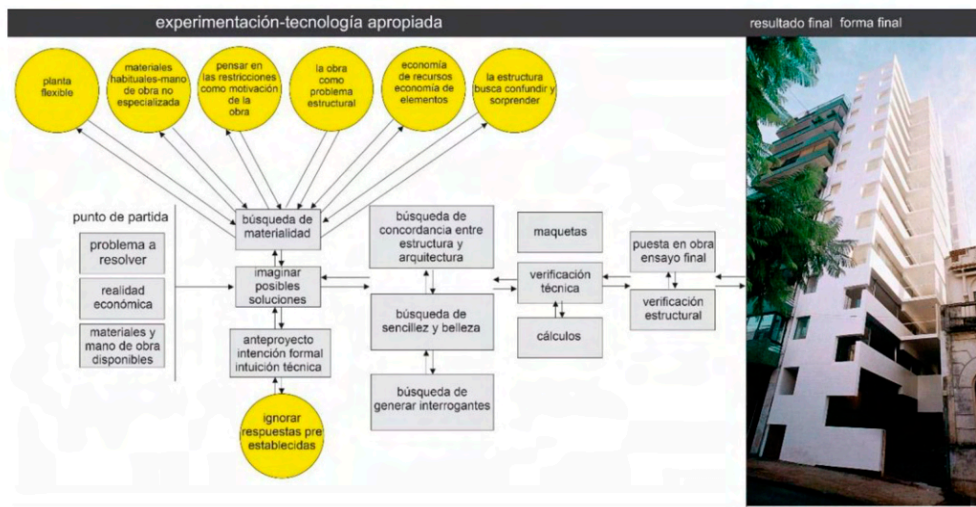 experimentación-tecnología apropiada
resultado final forma final
planta
flexible
materiales
habituales-mano
de obra no
especializada
pensar en
las restricciones
como motivación
de la
obra
la obra
como
problema
estructural
economía
de recursos
economía de
elementos
la estructura
busca confundir y
sorprender
punto de partida
problema a
resolver
realidad
económica
materiales y
mano de obra
disponibles
búsqueda de
materialidad
imaginar
posibles
soluciones
anteproyecto
intención formal
intuición técnica
ignorar
respuestas pre
establecidas
búsqueda de
concordancia entre
estructura y
arquitectura
búsqueda de
sencillez y belleza
búsqueda de
generar interrogantes
maquetas
verificación
técnica
cálculos
puesta en obra
ensayo final
verificación
estructural